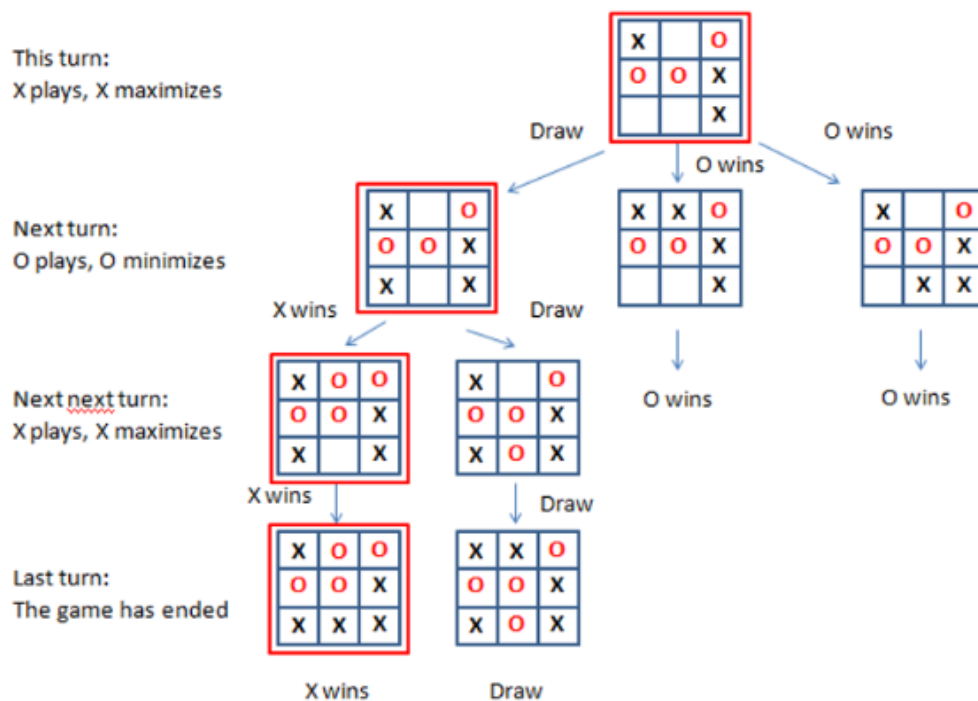 This turn:
X plays, X maximizes
X O
O O X
X
Draw
O wins
O wins
Next turn:
O plays, O minimizes
X O
O O X
X X
X X O
O O X
X
X O
O O X
X X
X wins
Draw
Next next turn:
X plays, X maximizes
X O O
O O X
X X
X O
O O X
X O X
O wins
O wins
X wins
Draw
Last turn:
The game has ended
X O O
O O X
X X X
X X O
O O X
X O X
X wins
Draw